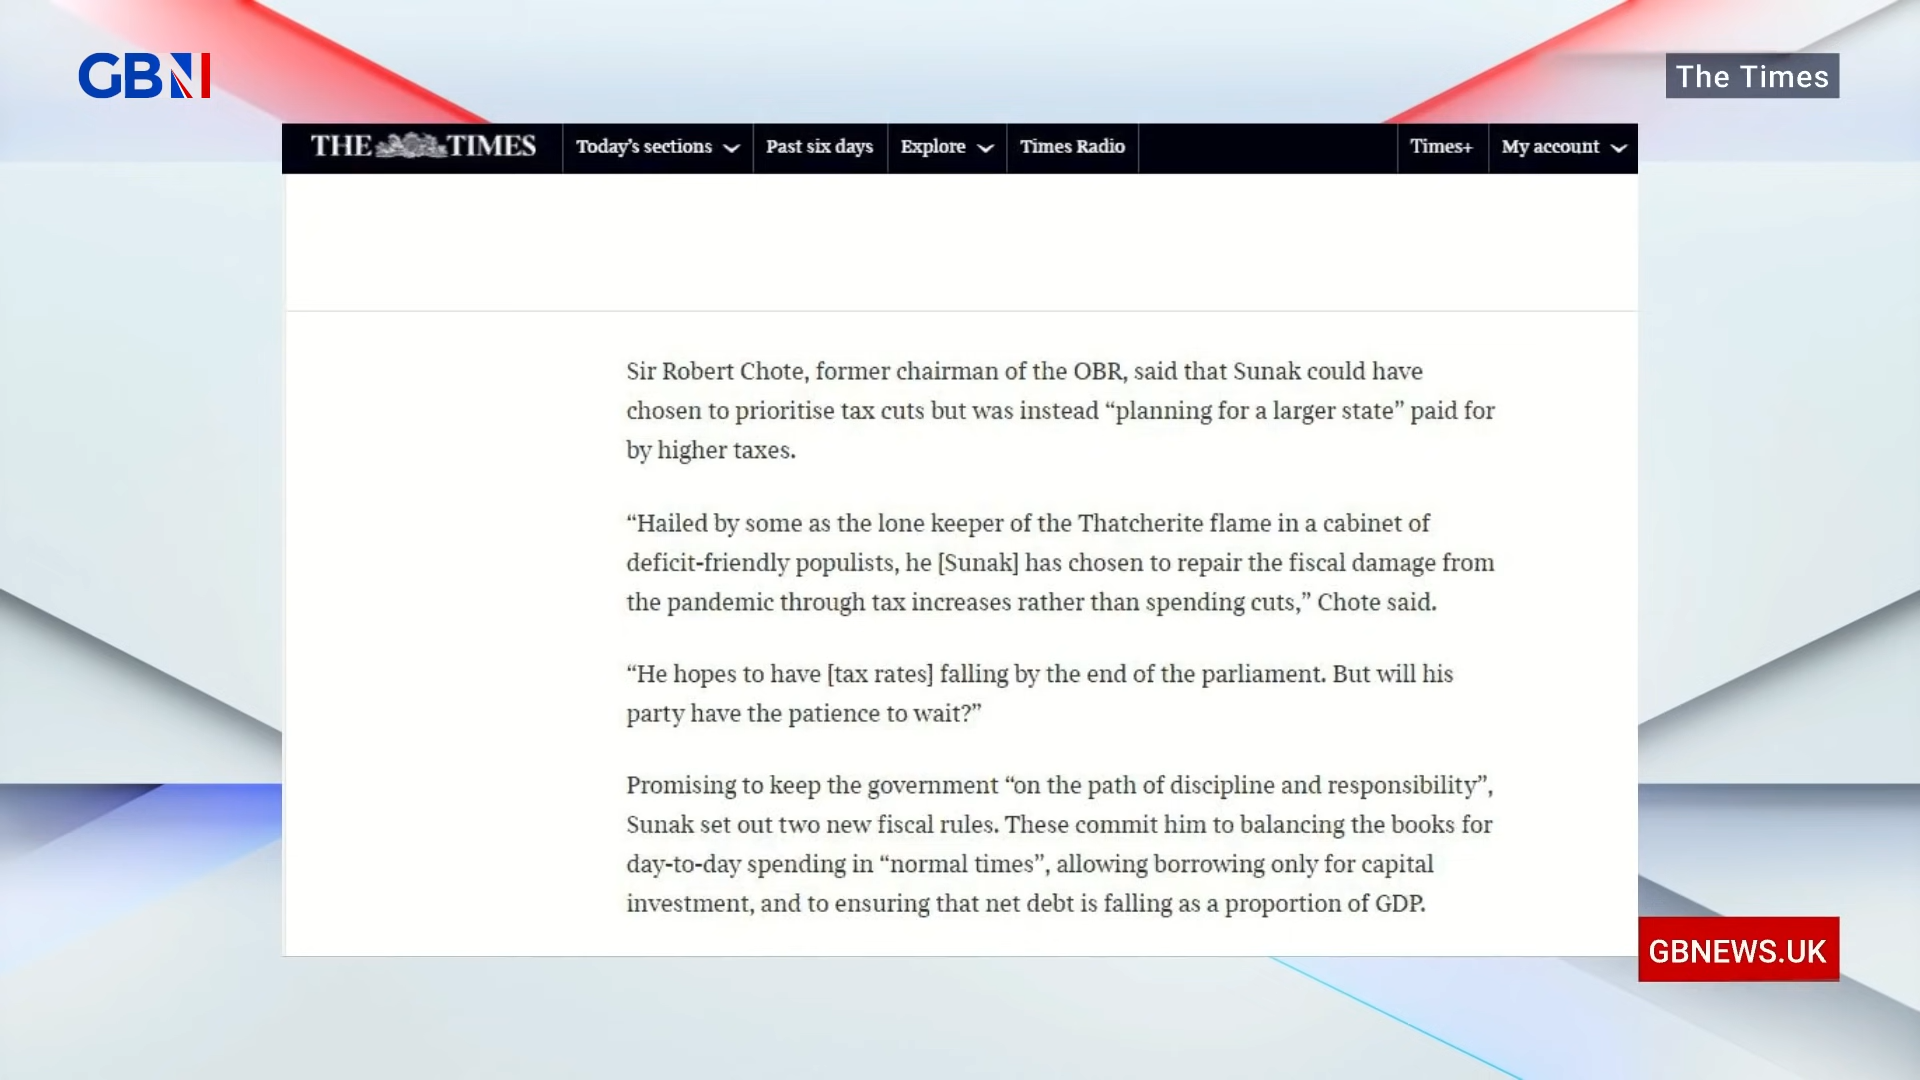 GBN
The Times
THE TIMES
Today's sections
Past six days
Explore
Times Radio
Times+
My account
Sir Robert Chote, former chairman of the OBR, said that Sunak could have
chosen to prioritise tax cuts but was instead “planning for a larger state” paid for
by higher taxes.
“Hailed by some as the lone keeper of the Thatcherite flame in a cabinet of
deficit-friendly populists, he [Sunak] has chosen to repair the fiscal damage from
the pandemic through tax increases rather than spending cuts,” Chote said.
“He hopes to have [tax rates] falling by the end of the parliament. But will his
party have the patience to wait?”
Promising to keep the government “on the path of discipline and responsibility”,
Sunak set out two new fiscal rules. These commit him to balancing the books for
day-to-day spending in “normal times”, allowing borrowing only for capital
investment, and to ensuring that net debt is falling as a proportion of GDP.
GBNEWS.UK